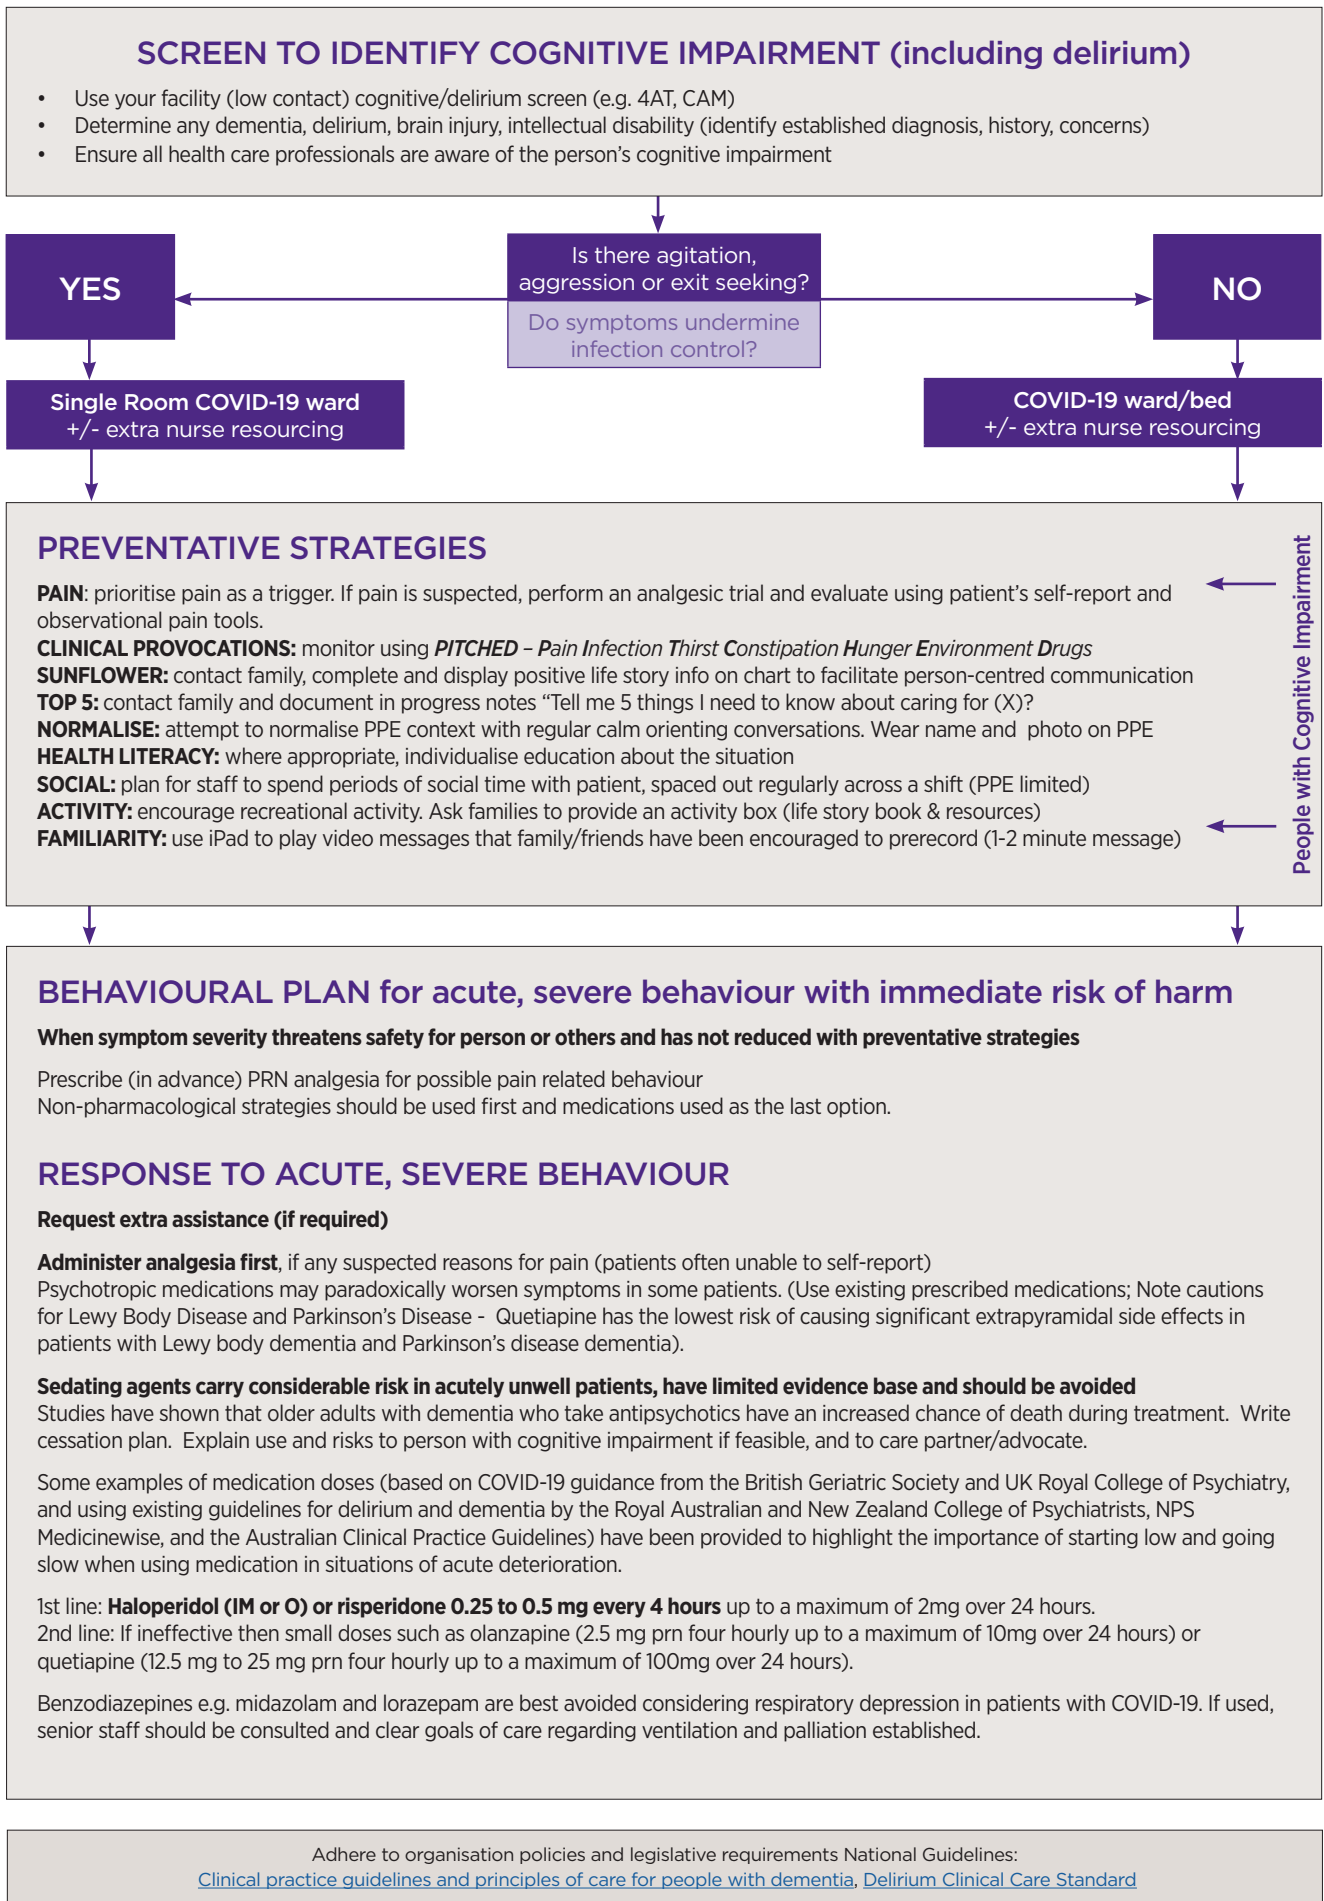 SCREEN TO IDENTIFY COGNITIVE IMPAIRMENT (including delirium)
• Use your facility (low contact) cognitive/delirium screen (e.g. 4AT, CAM)
• Determine any dementia, delirium, brain injury, intellectual disability (identify established diagnosis, history, concerns)
• Ensure all health care professionals are aware of the person’s cognitive impairment
YES
Is there agitation,
aggression or exit seeking?
Do symptoms undermine
infection control?
NO
Single Room COVID-19 ward
+/- extra nurse resourcing
COVID-19 ward/bed
+/- extra nurse resourcing
PREVENTATIVE STRATEGIES
PAIN: prioritise pain as a trigger. If pain is suspected, perform an analgesic trial and evaluate using patient’s self-report and
observational pain tools.
CLINICAL PROVOCATIONS: monitor using PITCHED – Pain Infection Thirst Constipation Hunger Environment Drugs
SUNFLOWER: contact family, complete and display positive life story info on chart to facilitate person-centred communication
TOP 5: contact family and document in progress notes “Tell me 5 things I need to know about caring for (X)?
NORMALISE: attempt to normalise PPE context with regular calm orienting conversations. Wear name and photo on PPE
HEALTH LITERACY: where appropriate, individualise education about the situation
SOCIAL: plan for staff to spend periods of social time with patient, spaced out regularly across a shift (PPE limited)
ACTIVITY: encourage recreational activity. Ask families to provide an activity box (life story book & resources)
FAMILIARITY: use iPad to play video messages that family/friends have been encouraged to prerecord (1-2 minute message)
People with Cognitive Impairment
BEHAVIOURAL PLAN for acute, severe behaviour with immediate risk of harm
When symptom severity threatens safety for person or others and has not reduced with preventative strategies
Prescribe (in advance) PRN analgesia for possible pain related behaviour
Non-pharmacological strategies should be used first and medications used as the last option.
RESPONSE TO ACUTE, SEVERE BEHAVIOUR
Request extra assistance (if required)
Administer analgesia first, if any suspected reasons for pain (patients often unable to self-report)
Psychotropic medications may paradoxically worsen symptoms in some patients. (Use existing prescribed medications; Note cautions
for Lewy Body Disease and Parkinson’s Disease - Quetiapine has the lowest risk of causing significant extrapyramidal side effects in
patients with Lewy body dementia and Parkinson’s disease dementia).
Sedating agents carry considerable risk in acutely unwell patients, have limited evidence base and should be avoided
Studies have shown that older adults with dementia who take antipsychotics have an increased chance of death during treatment. Write
cessation plan. Explain use and risks to person with cognitive impairment if feasible, and to care partner/advocate.
Some examples of medication doses (based on COVID-19 guidance from the British Geriatric Society and UK Royal College of Psychiatry,
and using existing guidelines for delirium and dementia by the Royal Australian and New Zealand College of Psychiatrists, NPS
Medicinewise, and the Australian Clinical Practice Guidelines) have been provided to highlight the importance of starting low and going
slow when using medication in situations of acute deterioration.
1st line: Haloperidol (IM or O) or risperidone 0.25 to 0.5 mg every 4 hours up to a maximum of 2mg over 24 hours.
2nd line: If ineffective then small doses such as olanzapine (2.5 mg prn four hourly up to a maximum of 10mg over 24 hours) or
quetiapine (12.5 mg to 25 mg prn four hourly up to a maximum of 100mg over 24 hours).
Benzodiazepines e.g. midazolam and lorazepam are best avoided considering respiratory depression in patients with COVID-19. If used,
senior staff should be consulted and clear goals of care regarding ventilation and palliation established.
Adhere to organisation policies and legislative requirements National Guidelines:
Clinical practice guidelines and principles of care for people with dementia, Delirium Clinical Care Standard